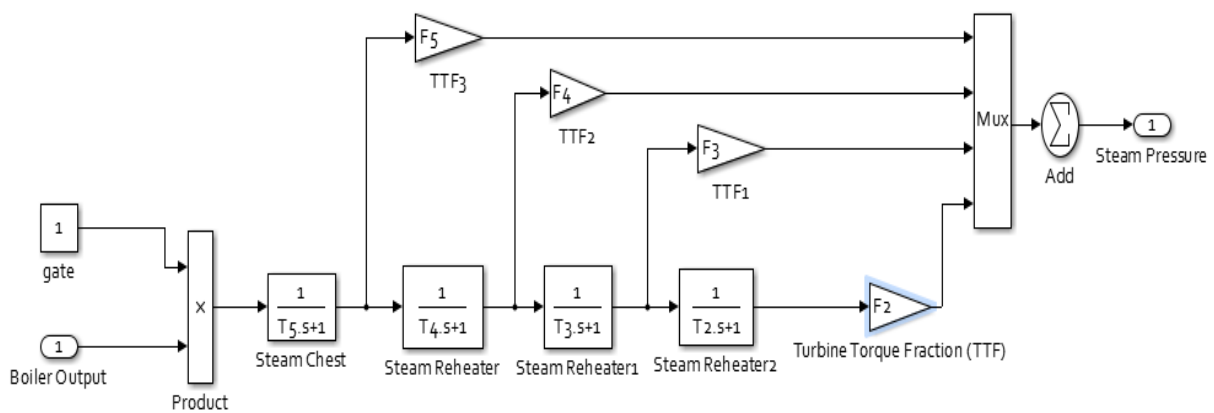 F5
TTF3
F4
TTF2
Mux
1
F3
Steam Pressure
TTF1
Add
1
gate
x
1
T5.s+1
1
T4.s+1
1
T3.s+1
1
T2.s+1
F2
1
Steam Chest
Steam Reheater
Steam Reheater1
Steam Reheater2
Turbine Torque Fraction (TTF)
Boiler Output
Product